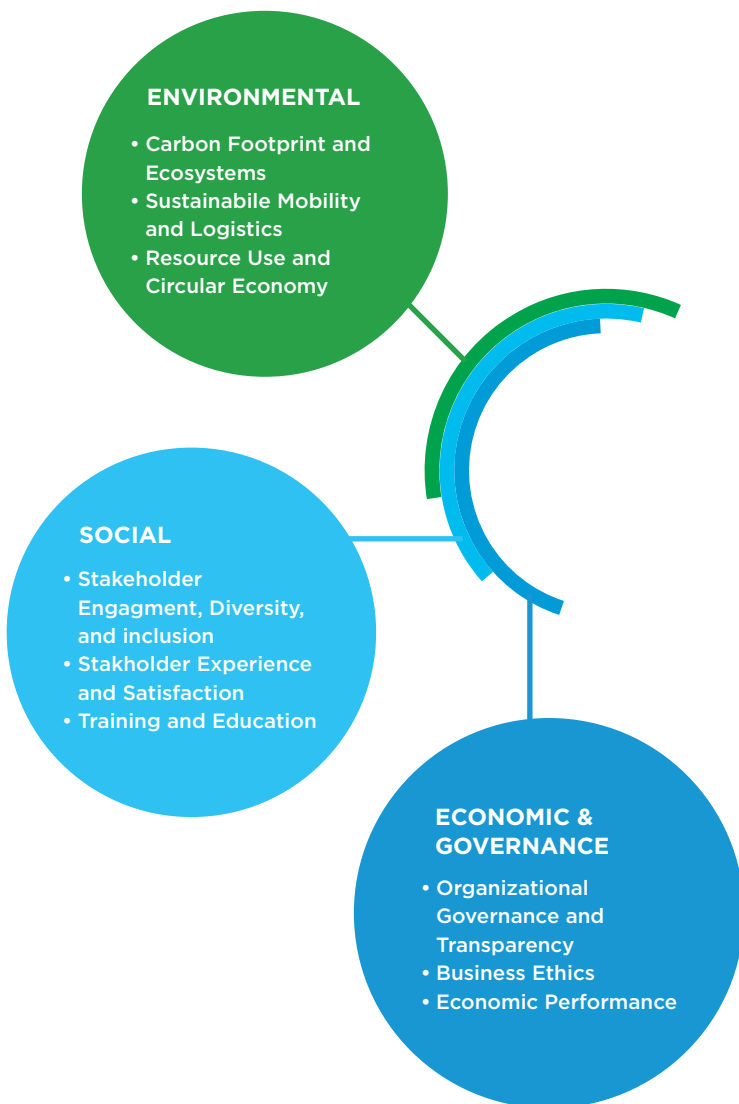 ENVIRONMENTAL
• Carbon Footprint and
Ecosystems
• Sustainabile Mobility
and Logistics
• Resource Use and
Circular Economy
SOCIAL
• Stakeholder
Engagment, Diversity,
and inclusion
• Stakholder Experience
and Satisfaction
• Training and Education
ECONOMIC &
GOVERNANCE
• Organizational
Governance and
Transparency
• Business Ethics
• Economic Performance